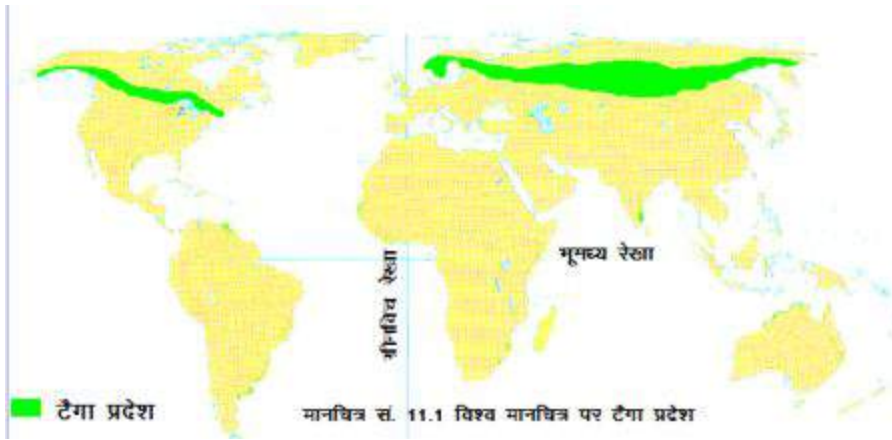 भूमध्य रेखा
ग्रीनविच रेखा
टैगा प्रदेश
मानचित्र सं. 11.1 विश्व मानचित्र पर टैगा प्रदेश